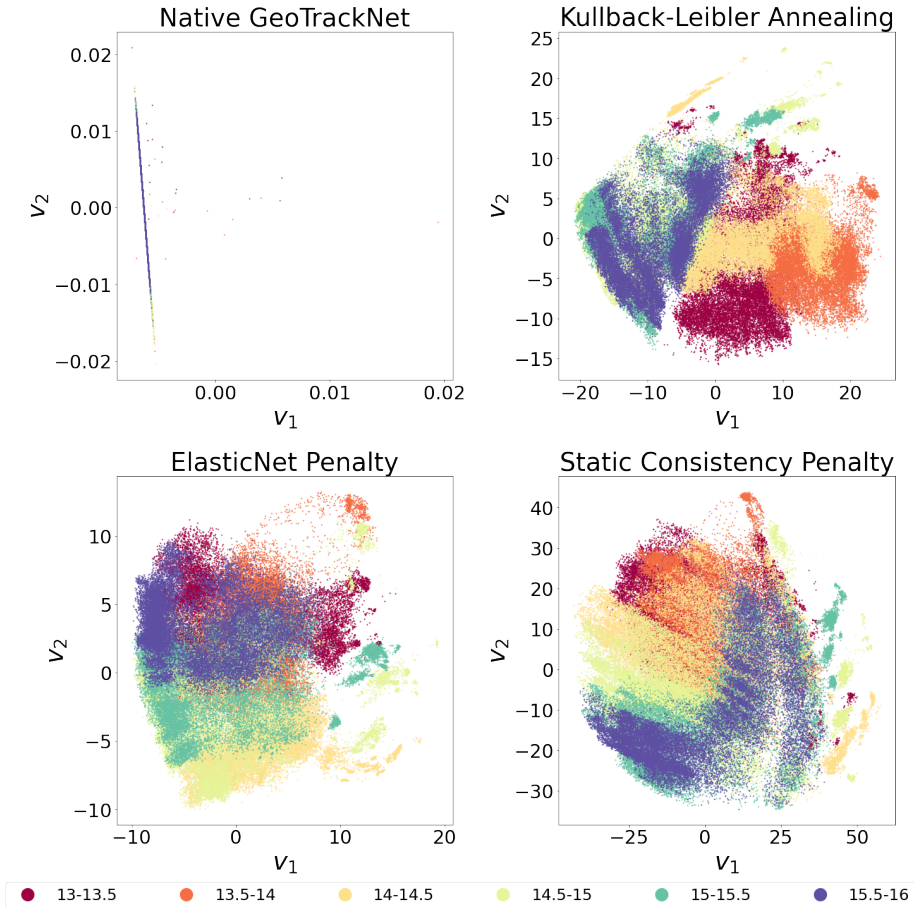 Native GeoTrackNet
0.02
0.01
0.00
−0.01
−0.02
0.00 0.01 0.02
v1
v2
Kullback-Leibler Annealing
25
20
15
10
5
0
−5
−10
−15
−20 −10 0 10 20
v1
v2
ElasticNet Penalty
10
5
0
−5
−10
−10 0 10 20
v1
v2
Static Consistency Penalty
40
30
20
10
0
−10
−20
−30
−25 0 25 50
v1
v2
13-13.5 13.5-14 14-14.5 14.5-15 15-15.5 15.5-16